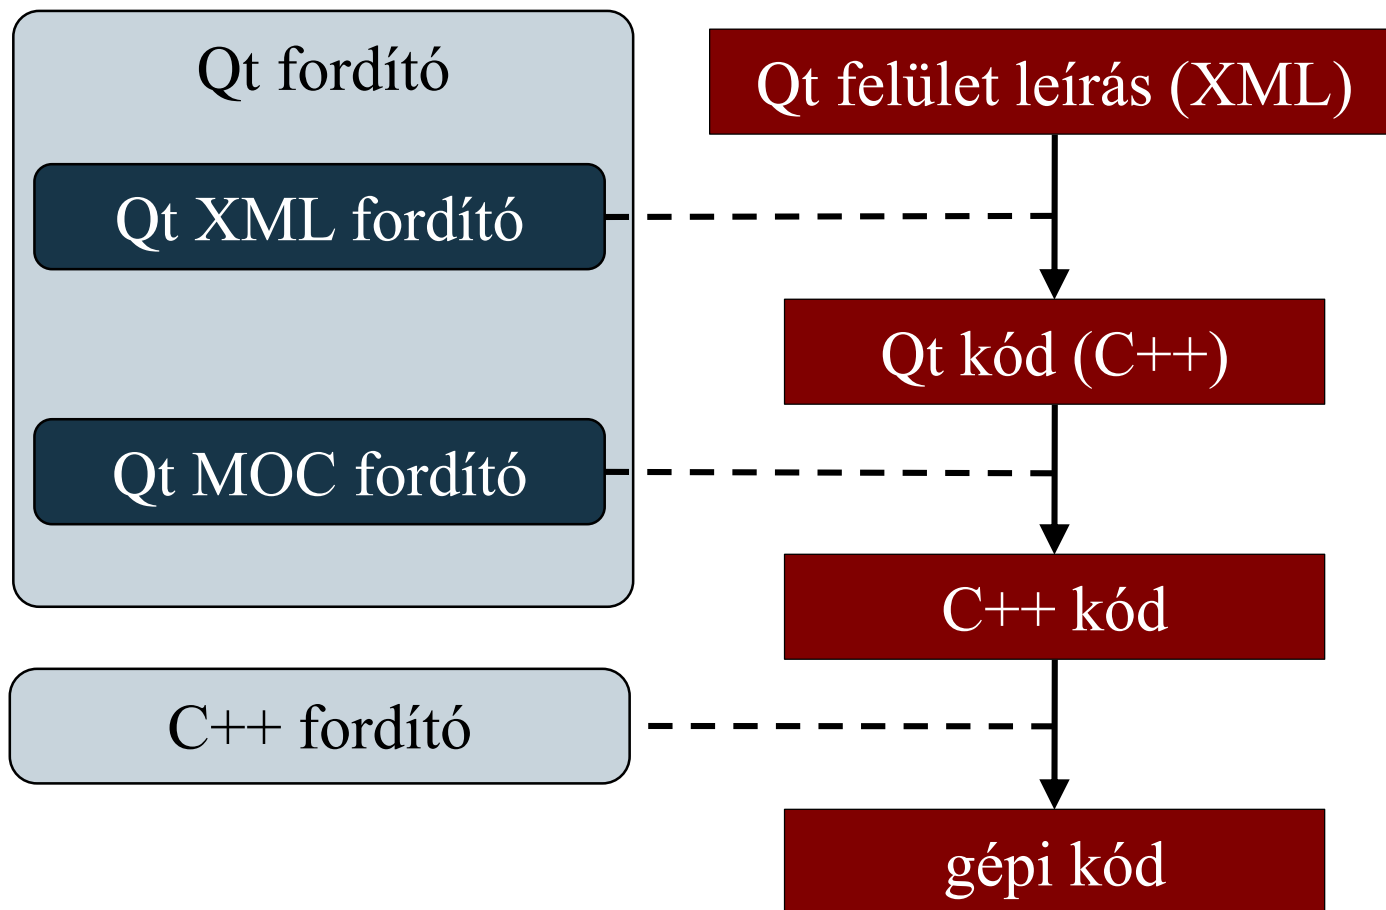 Qt fordító
Qt felület leírás (XML)
Qt XML fordító
Qt kód (C++)
Qt MOC fordító
C++ kód
C++ fordító
gépi kód